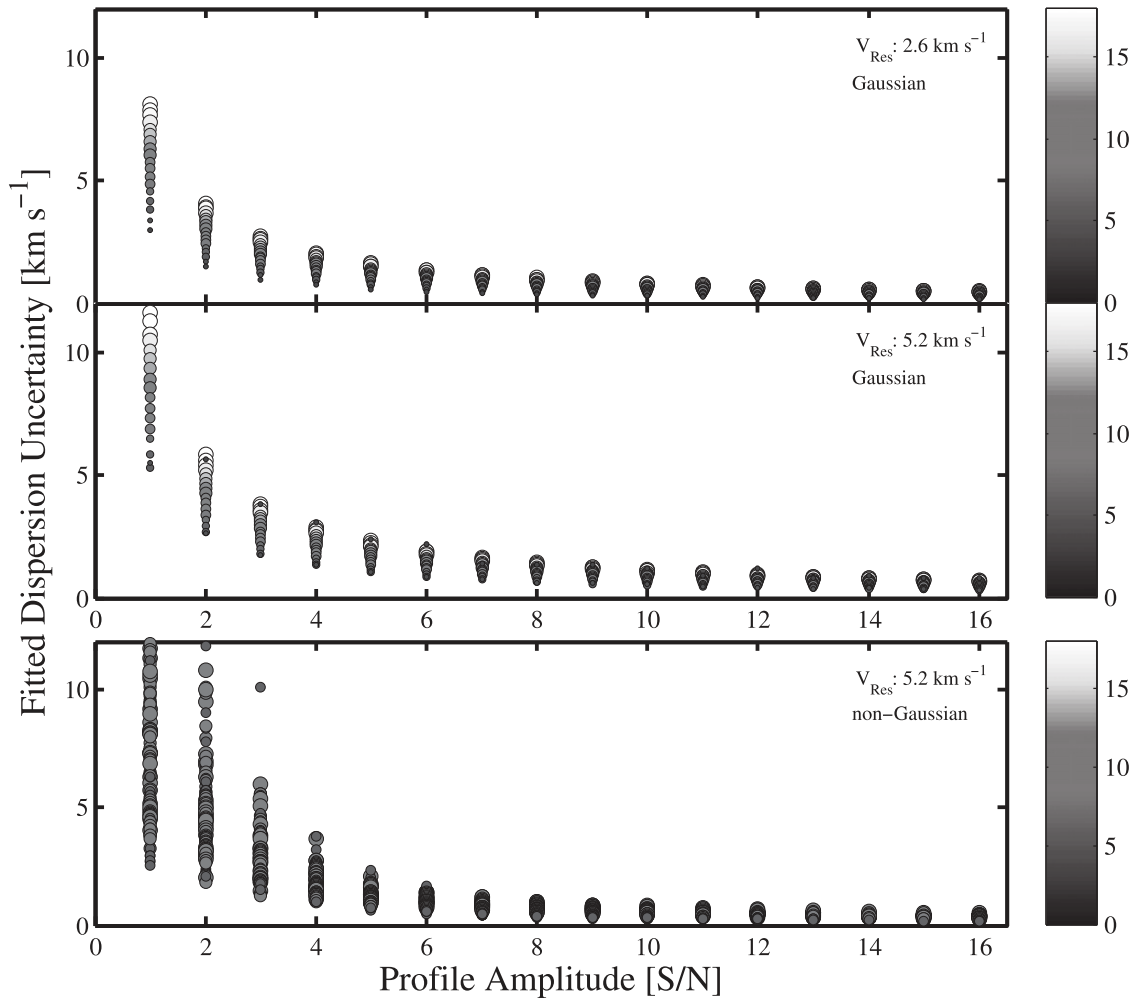 Fitted Dispersion Uncertainty [km s⁻¹]
10
5
0
V_Res: 2.6 km s⁻¹
Gaussian
15
10
5
0
10
5
0
V_Res: 5.2 km s⁻¹
Gaussian
0 2 4 6 8 10 12 14 16
15
10
5
0
10
5
0
V_Res: 5.2 km s⁻¹
non−Gaussian
0 2 4 6 8 10 12 14 16
15
10
5
0
Profile Amplitude [S/N]